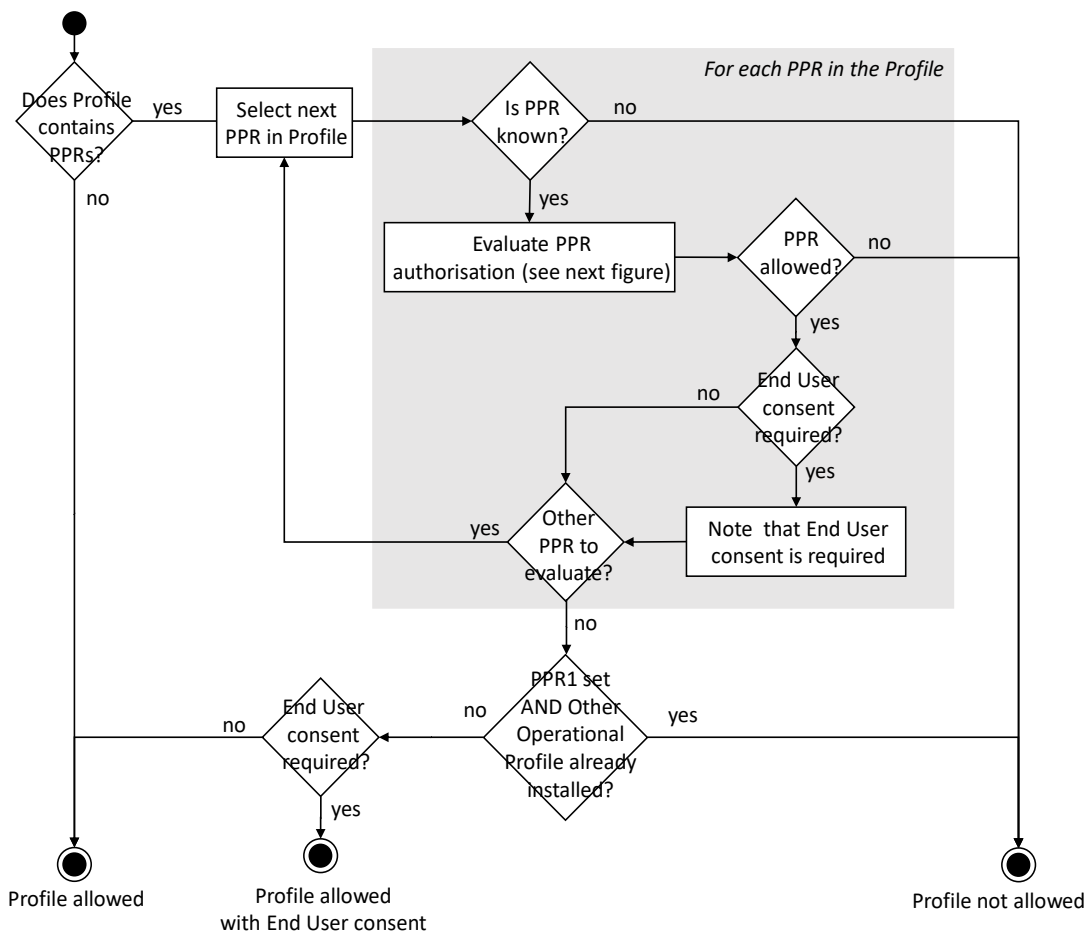 For each PPR in the Profile
Does Profile
contains
PPRs?
yes
no
Select next
PPR in Profile
Is PPR
known?
no
yes
Evaluate PPR
authorisation (see next figure)
PPR
allowed?
no
yes
End User
consent
required?
no
yes
Note that End User
consent is required
Other
PPR to
evaluate?
yes
no
PPR1 set
AND Other
Operational
Profile already
installed?
no
yes
End User
consent
required?
no
yes
Profile allowed
Profile allowed
with End User consent
Profile not allowed